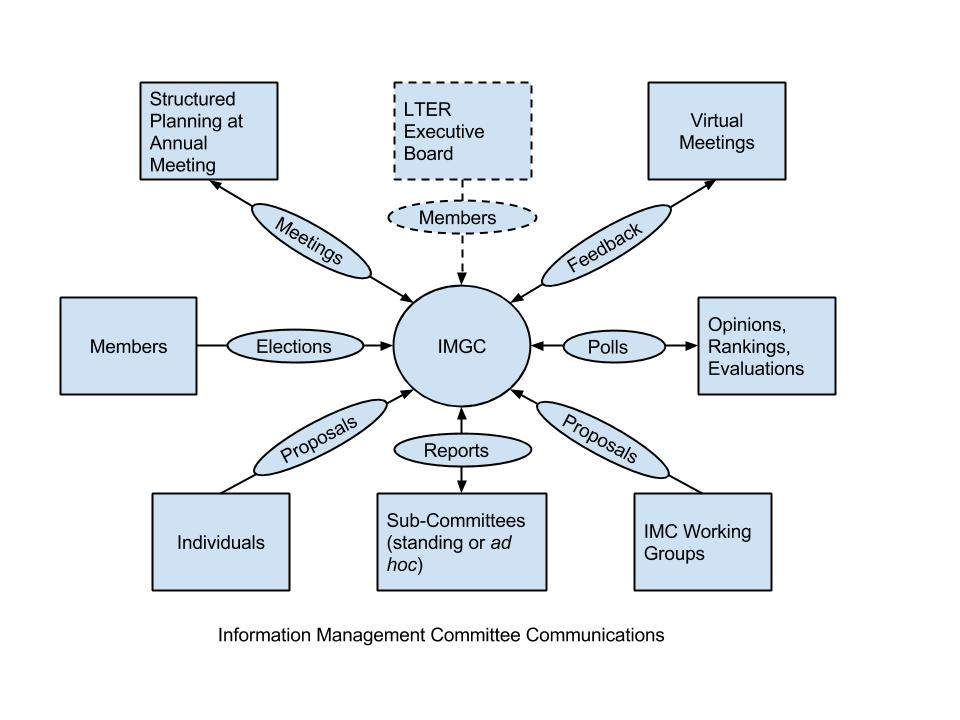 Structured
Planning at
Annual
Meeting
LTER
Executive
Board
Virtual
Meetings
Meetings
Members
Feedback
Members
Elections
IMGC
Polls
Opinions,
Rankings,
Evaluations
Proposals
Reports
Proposals
Individuals
Sub-Committees
(standing or ad
hoc)
IMC Working
Groups
Information Management Committee Communications